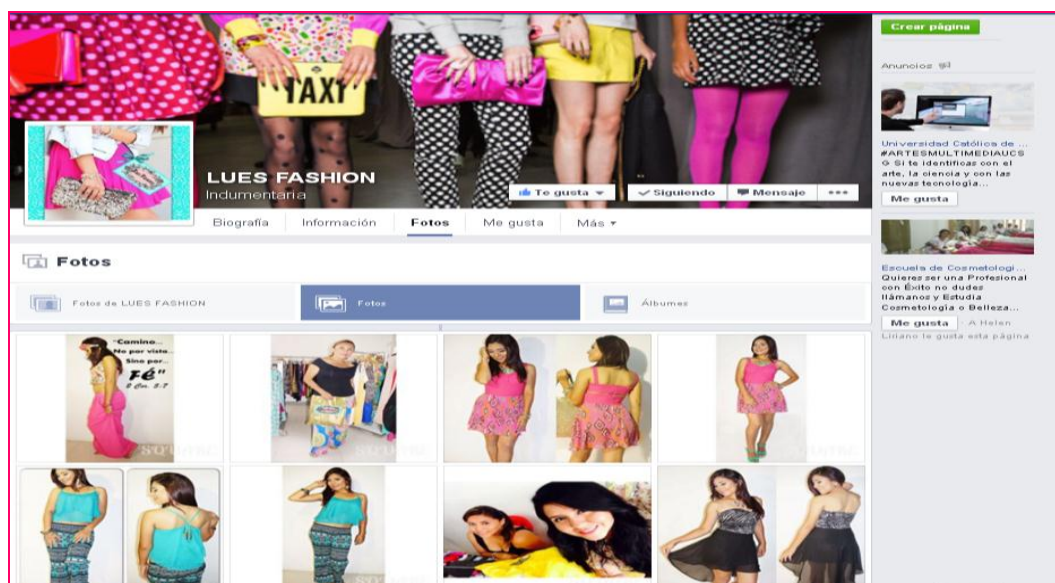 TAXI
LUES FASHION
Indumentaria
Te gusta
Siguiendo
Mensaje
Biografía
Información
Fotos
Me gusta
Más
Fotos
Fotos de LUES FASHION
Fotos
Álbumes
"Camino...
No por vista...
Sino por...
FÉ"
2 Cor. 5:7
Crear página
Anuncios
Universidad Católica de ...
#ARTESMULTIMEDIAUCS
G Si te identificas con el
arte, la ciencia y con las
nuevas tecnología...
Me gusta
Escuela de Cosmetologi...
Quieres ser una Profesional
con Éxito no dudes
llámanos y Estudia
Cosmetología o Belleza...
Me gusta · A Helen
Liriano le gusta esta página